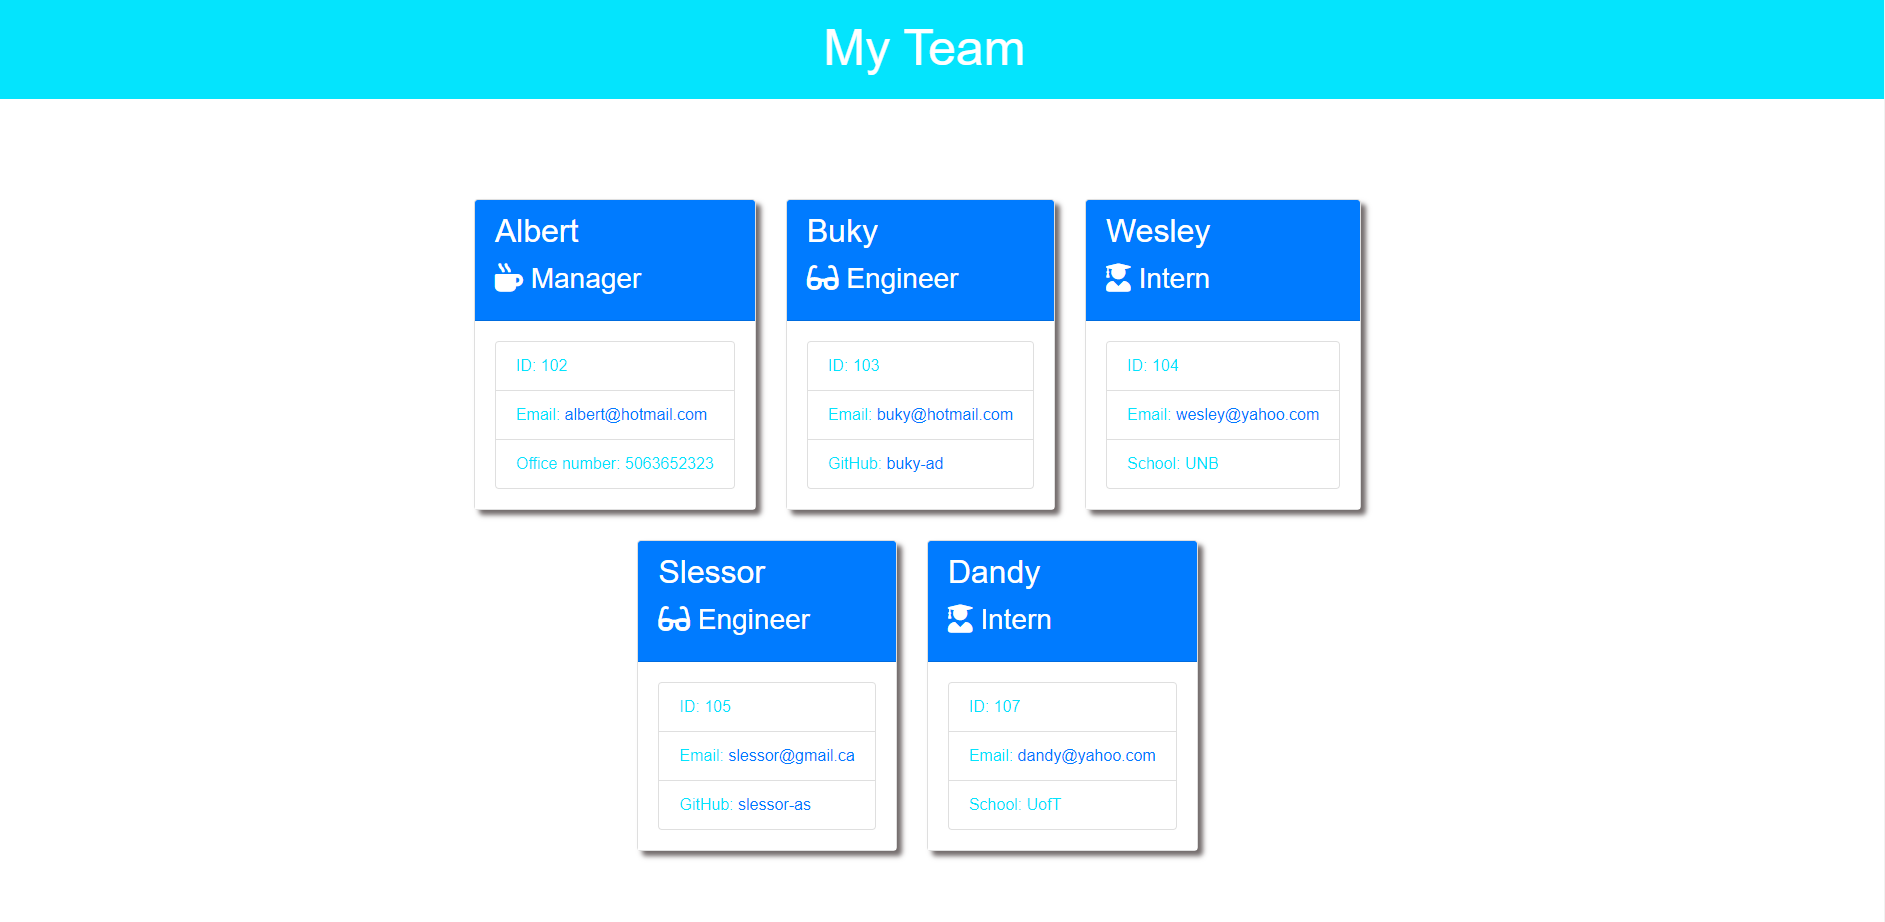 My Team
Albert
Manager
ID: 102
Email: albert@hotmail.com
Office number: 5063652323
Buky
Engineer
ID: 103
Email: buky@hotmail.com
GitHub: buky-ad
Wesley
Intern
ID: 104
Email: wesley@yahoo.com
School: UNB
Slessor
Engineer
ID: 105
Email: slessor@gmail.ca
GitHub: slessor-as
Dandy
Intern
ID: 107
Email: dandy@yahoo.com
School: UofT